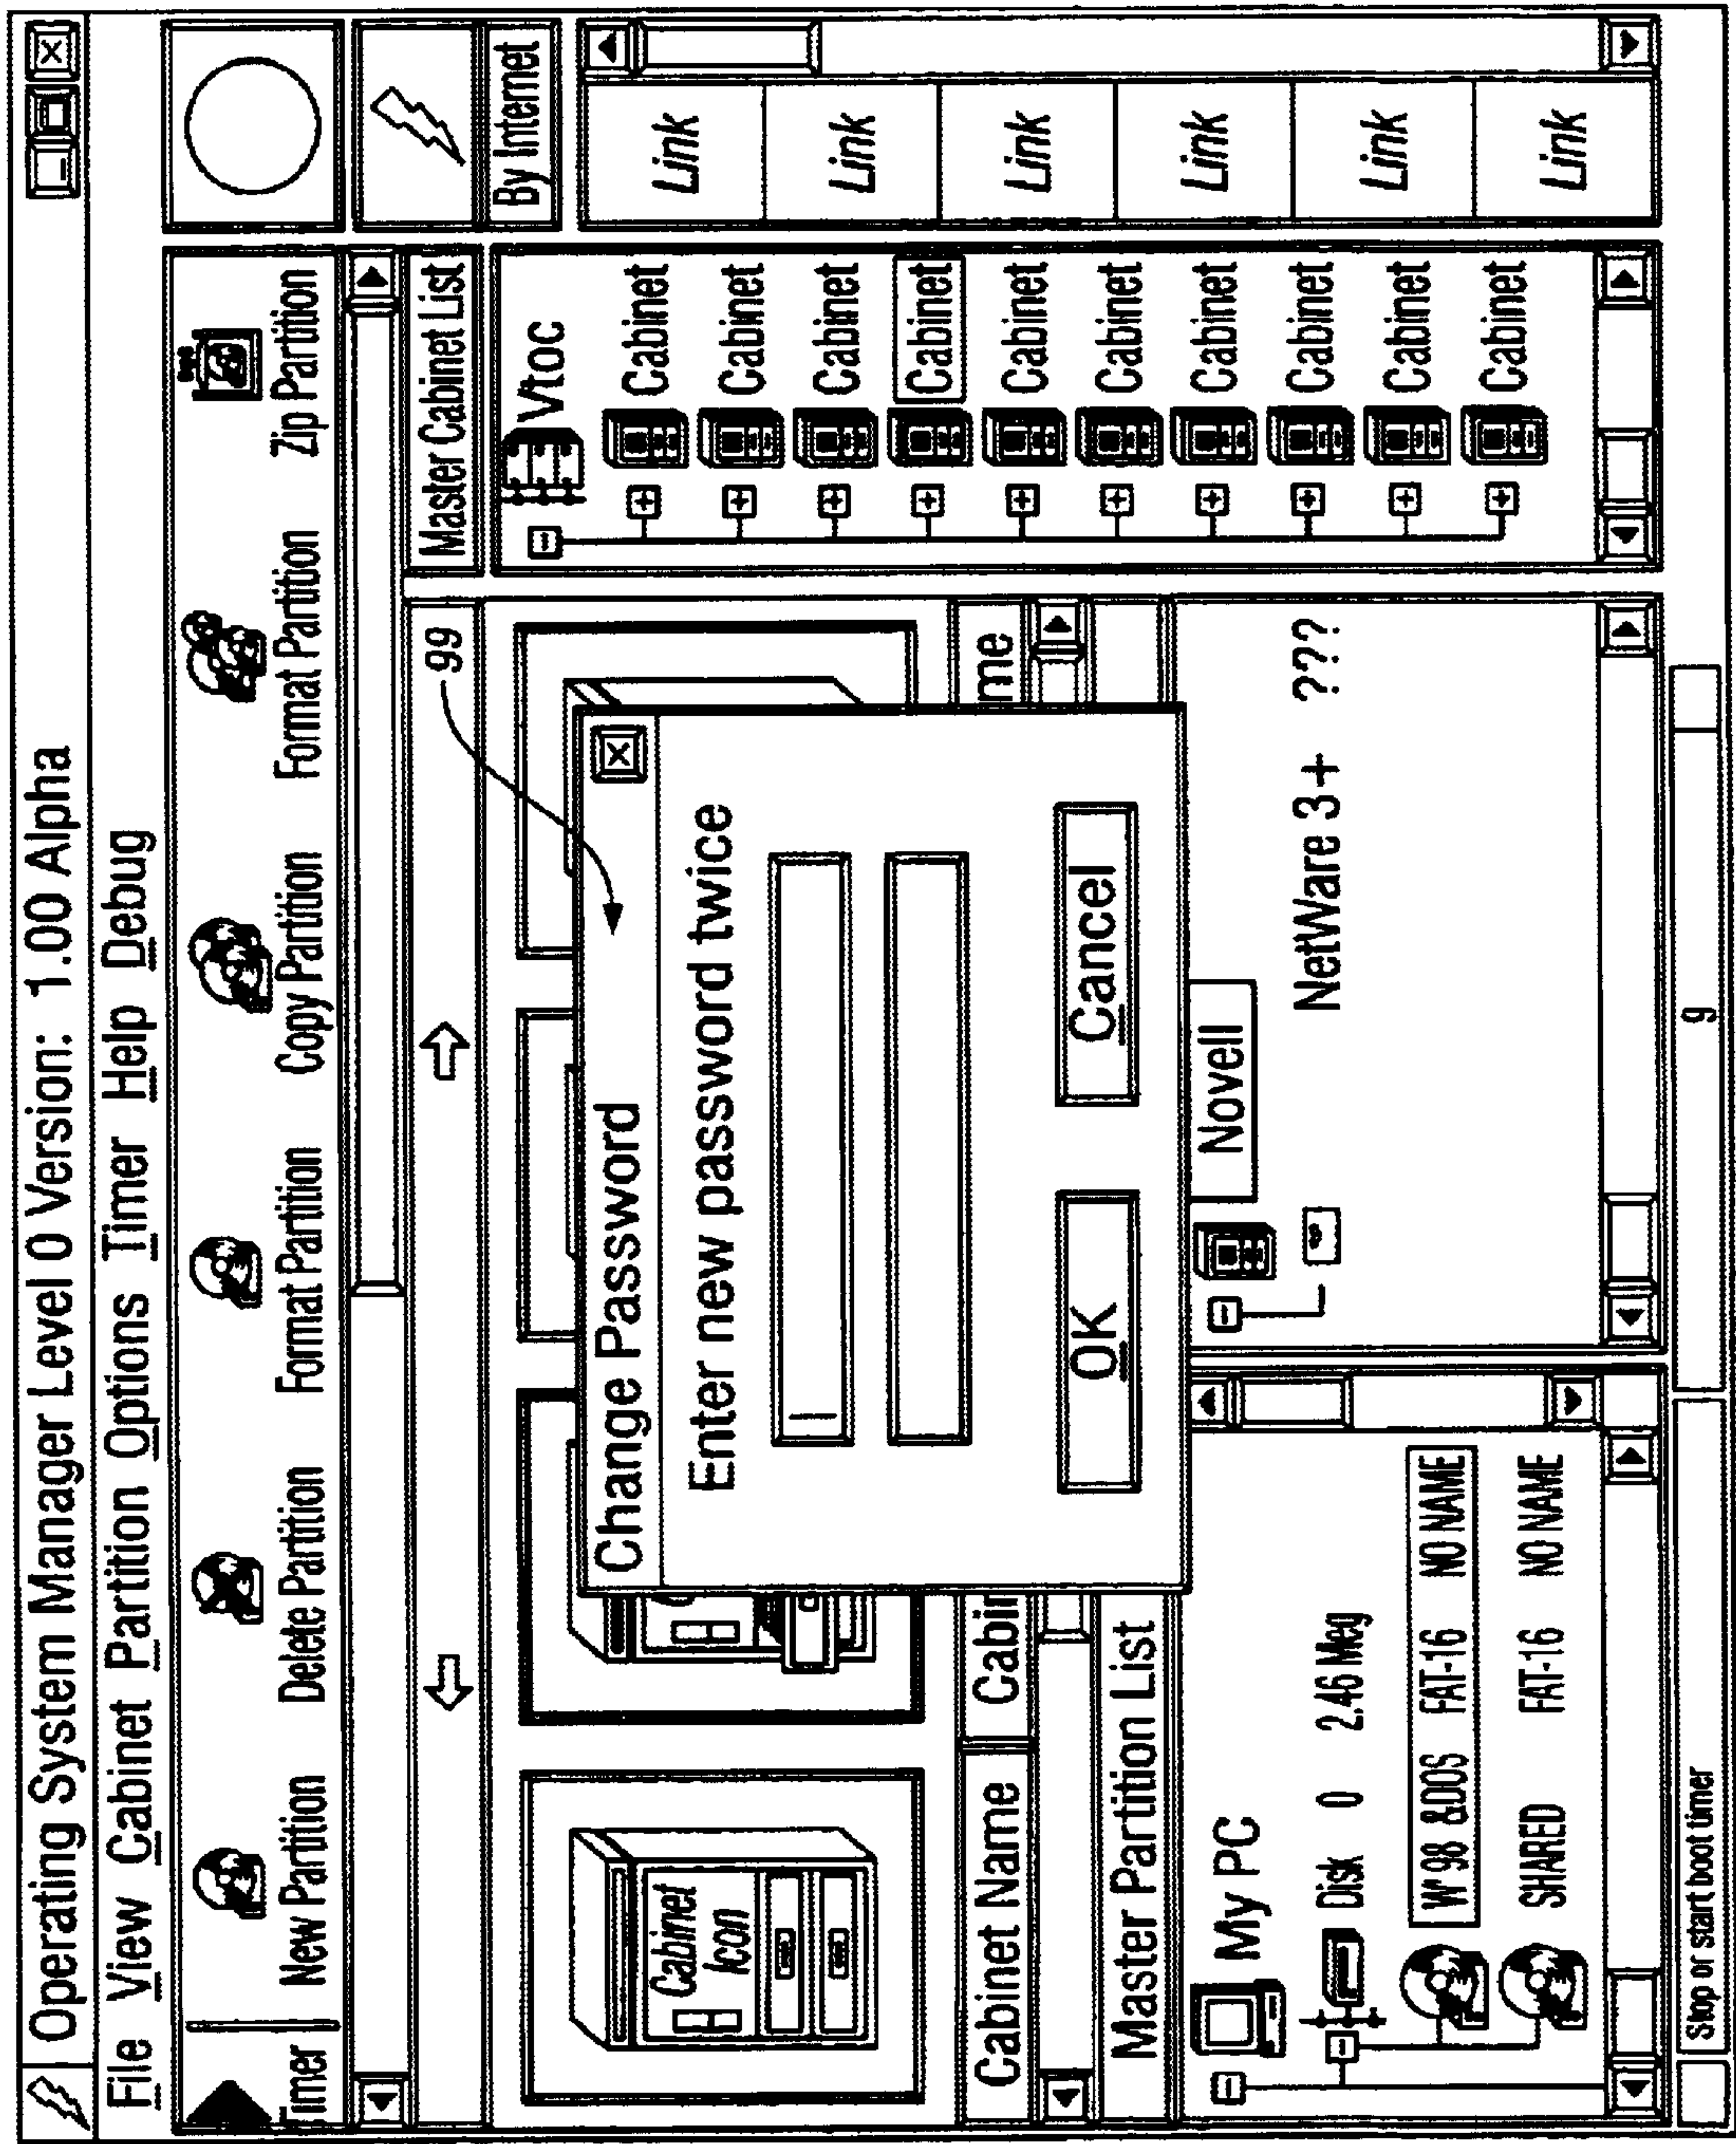 Operating System Manager Level 0 Version: 1.00 Alpha
File View Cabinet Partition Options Timer Help Debug
Timer New Partition Delete Partition Format Partition Copy Partition Format Partition Zip Partition
99
Master Cabinet List
By Internet
Cabinet Icon
Change Password
Enter new password twice
OK Cancel
Vtoc
Cabinet
Cabinet
Cabinet
Cabinet
Cabinet
Cabinet
Cabinet
Cabinet
Cabinet
Cabinet
Link
Link
Link
Link
Link
Link
Cabinet Name Cabin me
Master Partition List
My PC
Disk 0 2.46 Meg
W 98 &DOS FAT-16 NO NAME
SHARED FAT-16 NO NAME
Novell
NetWare 3+ ???
Stop or start boot timer
9